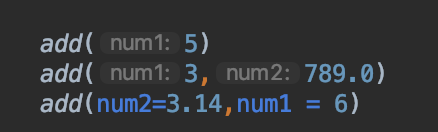 add( num1: 5)
add( num1: 3, num2: 789.0)
add(num2=3.14,num1 = 6)